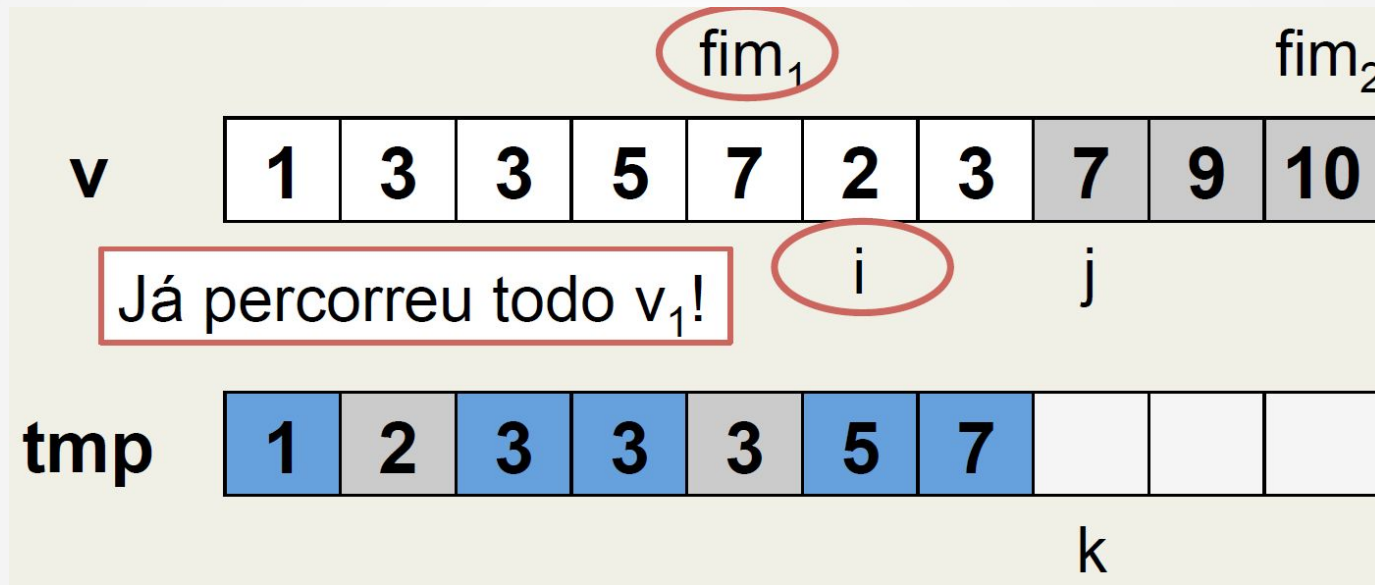 fim₁ fim₂
v 1 3 3 5 7 2 3 7 9 10
i j
Já percorreu todo v₁!
tmp 1 2 3 3 3 5 7
k